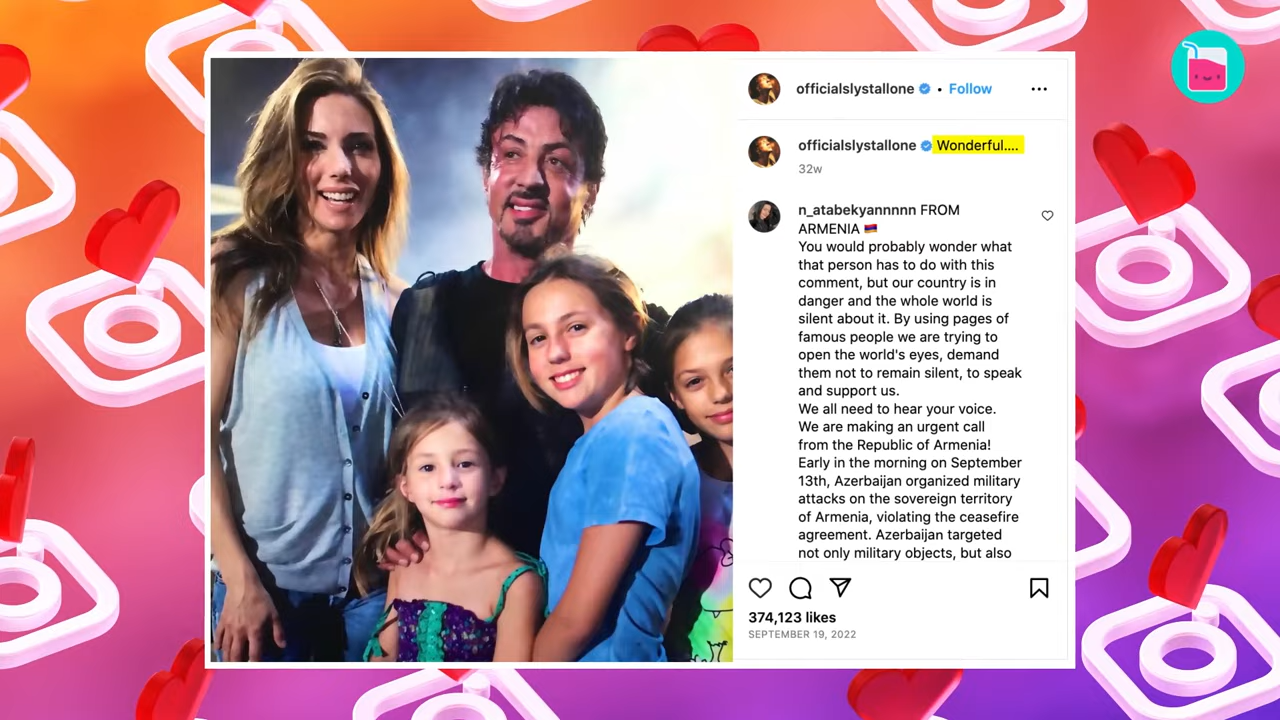 officialslystallone • Follow
officialslystallone Wonderful....
32w
n_atabekyannnnn FROM
ARMENIA 🇦🇲
You would probably wonder what
that person has to do with this
comment, but our country is in
danger and the whole world is
silent about it. By using pages of
famous people we are trying to
open the world's eyes, demand
them not to remain silent, to speak
and support us.
We all need to hear your voice.
We are making an urgent call
from the Republic of Armenia!
Early in the morning on September
13th, Azerbaijan organized military
attacks on the sovereign territory
of Armenia, violating the ceasefire
agreement. Azerbaijan targeted
not only military objects, but also
374,123 likes
SEPTEMBER 19, 2022